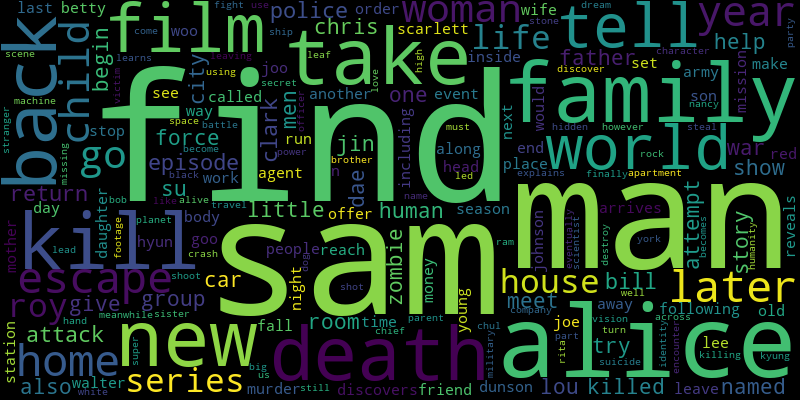 last betty
film
police order
woman
year
tell
back
child
begin
woo
chris
scarlett
wife
life
help
party
come
fight use
dream
stone
ship
leaving
scene
learns
character
machine
joo
take
inside
father
set
discover
army
make
using
leaf
high
love
mission
stranger
city
see
called
men
another event
family
son
nancy
victim
secret
way
one
would
hidden
however
steal
missing
stop
space battle
clark
run
including
must
next
end
rock
war
red
go
force
become
officer
find
jin
along
world
place
finally apartment
show
episode
agent
power
brother
head
led
explains
su
black
work
dae
name
return
daughter
bob
like alive
little
offer
human
season
man
arrives
day
planet
travel
body
night
zombie
sam
johnson
story
reveals
mother
kill
footage
hyun
goo
people
reach
eventually
scientist
attempt
humanity
lead
crash
dog
money
ram
destroy
york
becomes
escape
car
house
bill
later
roy
give
group
shoot
shot
parent
young
meet
away
following
old
hand
meanwhile sister
fall
room
time
company
well
across
station
attack
new
death
chief
joe
vision
try
identity
encounter
super
big
us
chul
military
part
turn
alice
lee
killing
home
walter
series
rita
suicide
kyung
also
white
murder
still
discovers
friend
dunson
lou
killed
leave
named